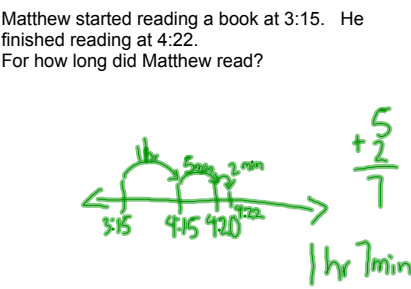 Matthew started reading a book at 3:15. He
finished reading at 4:22.
For how long did Matthew read?
1hr 5min 2 min
3:15 4:15 4:20 4:22
5
+ 2
7
1 hr 7min